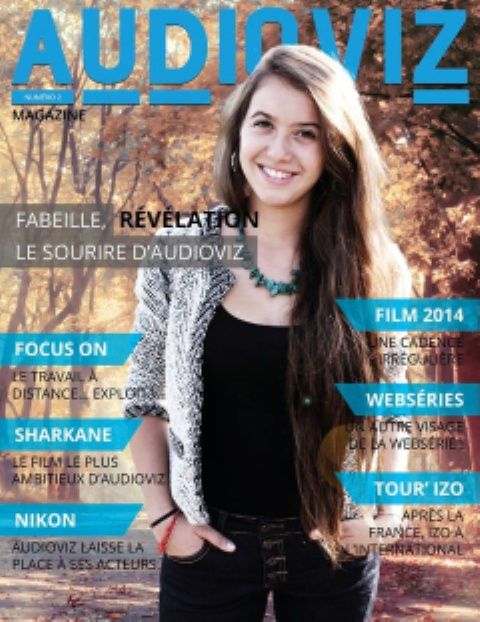 AUDIOVIZ
NUMÉRO 2
MAGAZINE
FABEILLE, RÉVÉLATION
LE SOURIRE D'AUDIOVIZ
FILM 2014
UNE CADENCE
IRRÉGULIÈRE
FOCUS ON
LE TRAVAIL À
DISTANCE... EXPLOIT
WEBSÉRIES
UN AUTRE VISAGE
DE LA WEBSÉRIE
SHARKANE
LE FILM LE PLUS
AMBITIEUX D'AUDIOVIZ
TOUR' IZO
APRÈS LA
FRANCE, IZO À
L'INTERNATIONAL
NIKON
AUDIOVIZ LAISSE LA
PLACE À SES ACTEURS